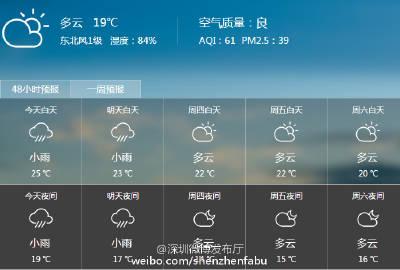 多云 19℃
东北风1级 湿度：84%
空气质量：良
AQI：61 PM2.5：39
48小时预报 一周预报
今天白天 明天白天 周四白天 周五白天 周六白天
小雨 小雨 多云 多云 多云
25℃ 23℃ 22℃ 22℃ 20℃
今天夜间 明天夜间 周四夜间 周五夜间 周六夜间
小雨 小雨 多云 多云 多云
19℃ 17℃ 15℃ 16℃
@深圳微博发布厅
weibo.com/shenzhenfabu